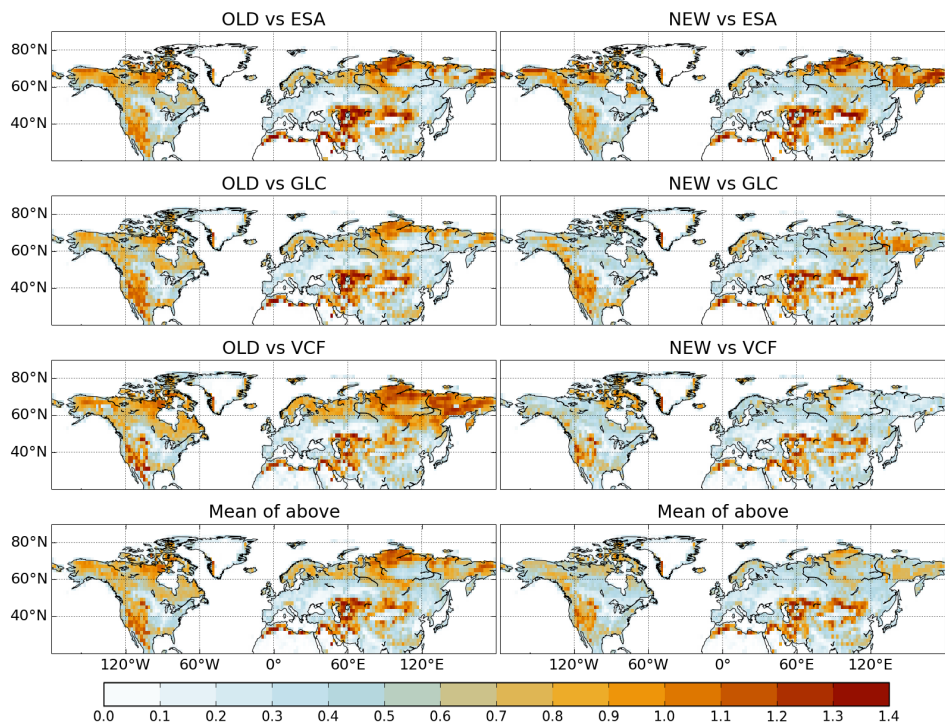 OLD vs ESA
NEW vs ESA
80°N
60°N
40°N
OLD vs GLC
NEW vs GLC
80°N
60°N
40°N
OLD vs VCF
NEW vs VCF
80°N
60°N
40°N
Mean of above
Mean of above
80°N
60°N
40°N
120°W 60°W 0° 60°E 120°E 120°W 60°W 0° 60°E 120°E
0.0 0.1 0.2 0.3 0.4 0.5 0.6 0.7 0.8 0.9 1.0 1.1 1.2 1.3 1.4